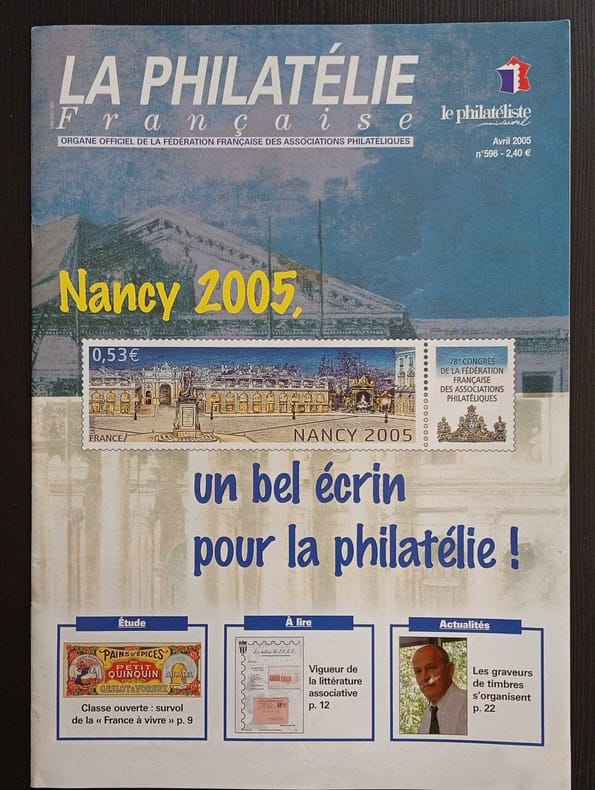 LA PHILATÉLIE
Française
ORGANE OFFICIEL DE LA FÉDÉRATION FRANÇAISE DES ASSOCIATIONS PHILATÉLIQUES
le philatéliste
Avril 2005
n°596 - 2,40 €
Nancy 2005,
0,53€
FRANCE
NANCY 2005
78e CONGRÈS
DE LA FÉDÉRATION
FRANÇAISE
DES ASSOCIATIONS
PHILATÉLIQUES
un bel écrin
pour la philatélie !
Étude
PAINS D'ÉPICES
AU
PETIT
QUINQUIN
GESLOT & VOREUX
Classe ouverte : survol
de la « France à vivre » p. 9
À lire
Vigueur de
la littérature
associative
p. 12
Actualités
Les graveurs
de timbres
s'organisent
p. 22